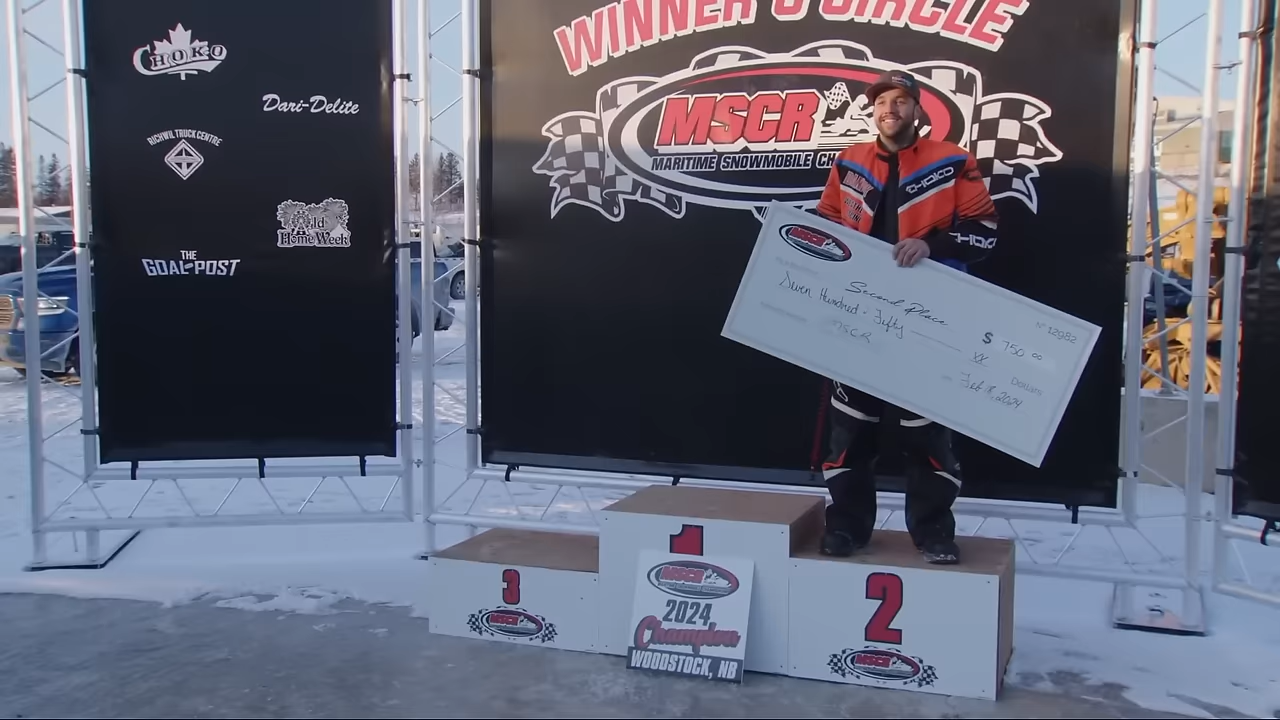 CHOKO
Dari-Delite
RICHWIL TRUCK CENTRE
Old
Home Week
THE
GOAL POST
WINNER'S CIRCLE
MSCR
MARITIME SNOWMOBILE CH
CHOKO
CHOKO
MSCR
Second Place
Seven Hundred - Fifty
MSCR
Nº 12982
$ 750.00
Dollars
Feb 18, 2024
1
2
3
MSCR
MSCR
2024
Champion
WOODSTOCK, NB
MSCR